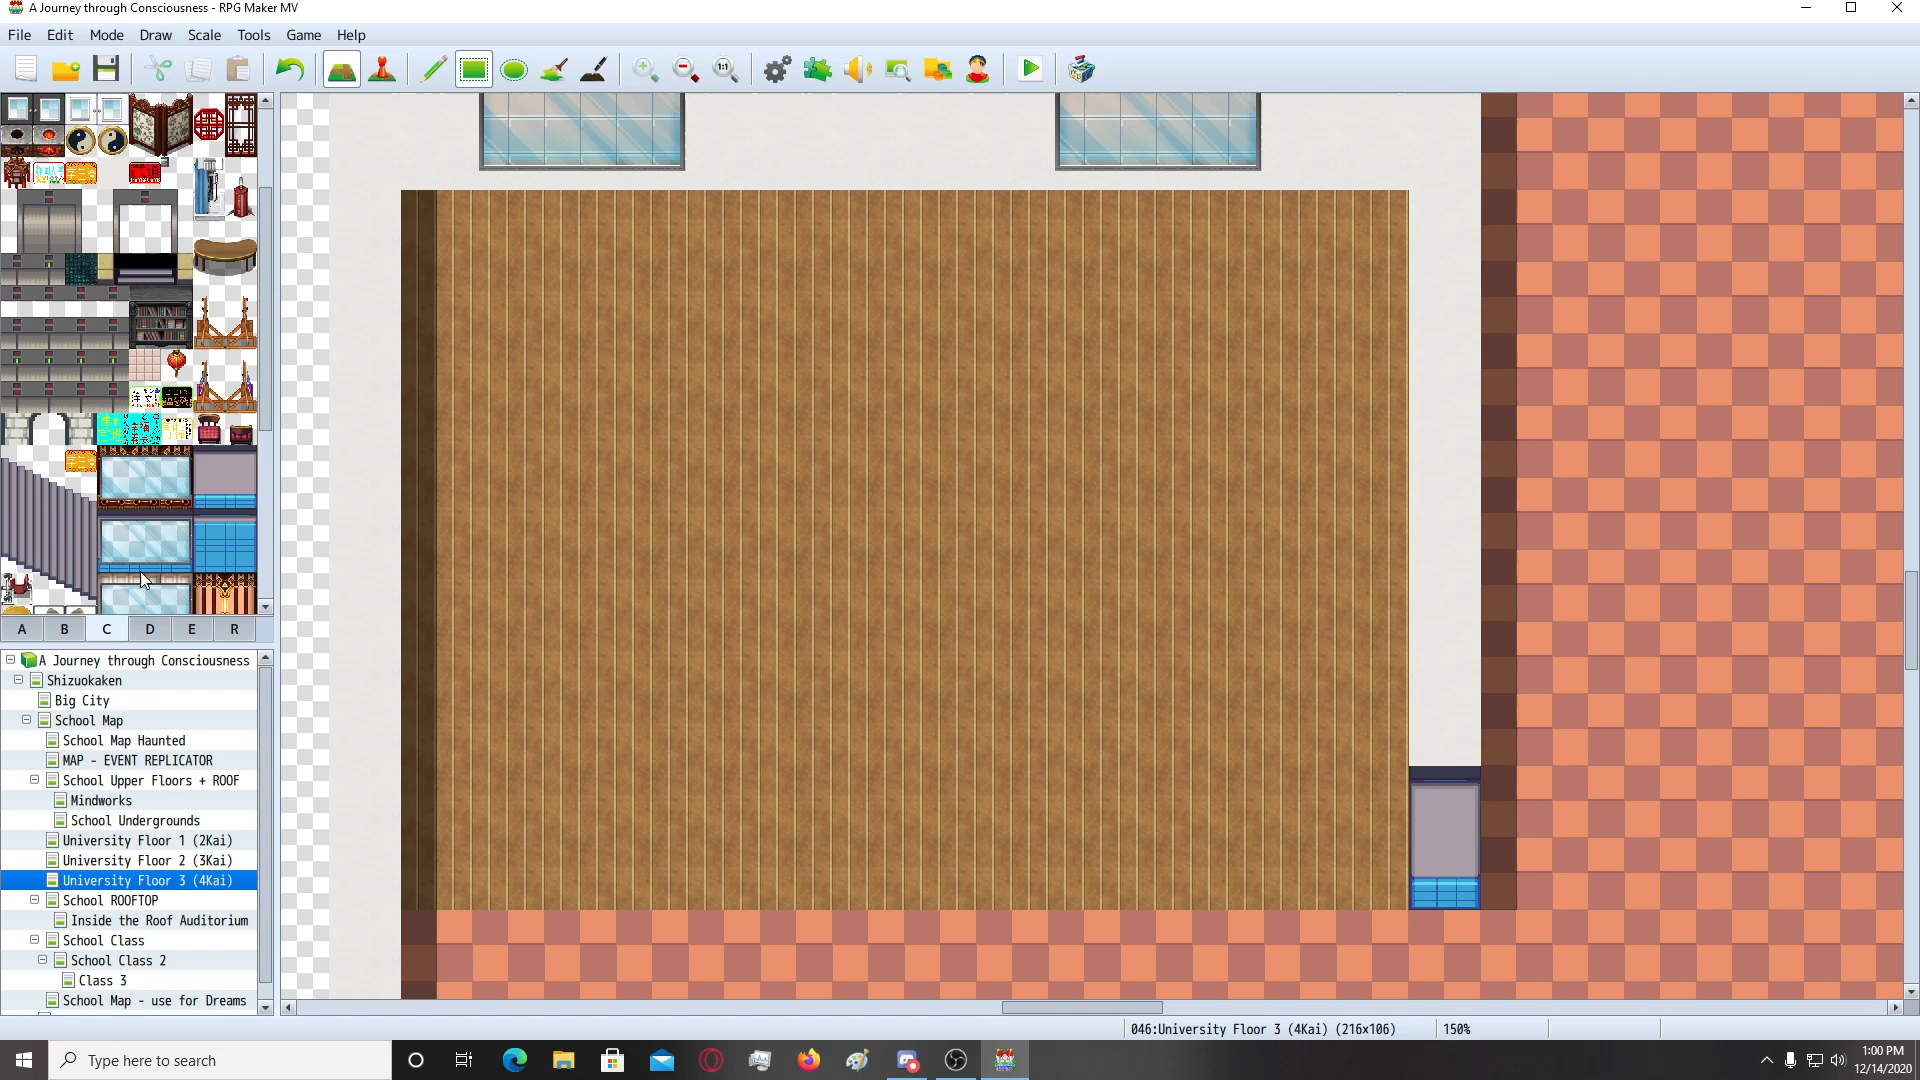 A Journey through Consciousness - RPG Maker MV
File Edit Mode Draw Scale Tools Game Help
1:1
A B C D E R
A Journey through Consciousness
Shizuokaken
Big City
School Map
School Map Haunted
MAP - EVENT REPLICATOR
School Upper Floors + ROOF
Mindworks
School Undergrounds
University Floor 1 (2Kai)
University Floor 2 (3Kai)
University Floor 3 (4Kai)
School ROOFTOP
Inside the Roof Auditorium
School Class
School Class 2
Class 3
School Map - use for Dreams
046:University Floor 3 (4Kai) (216x106) 150%
Type here to search
1:00 PM
12/14/2020